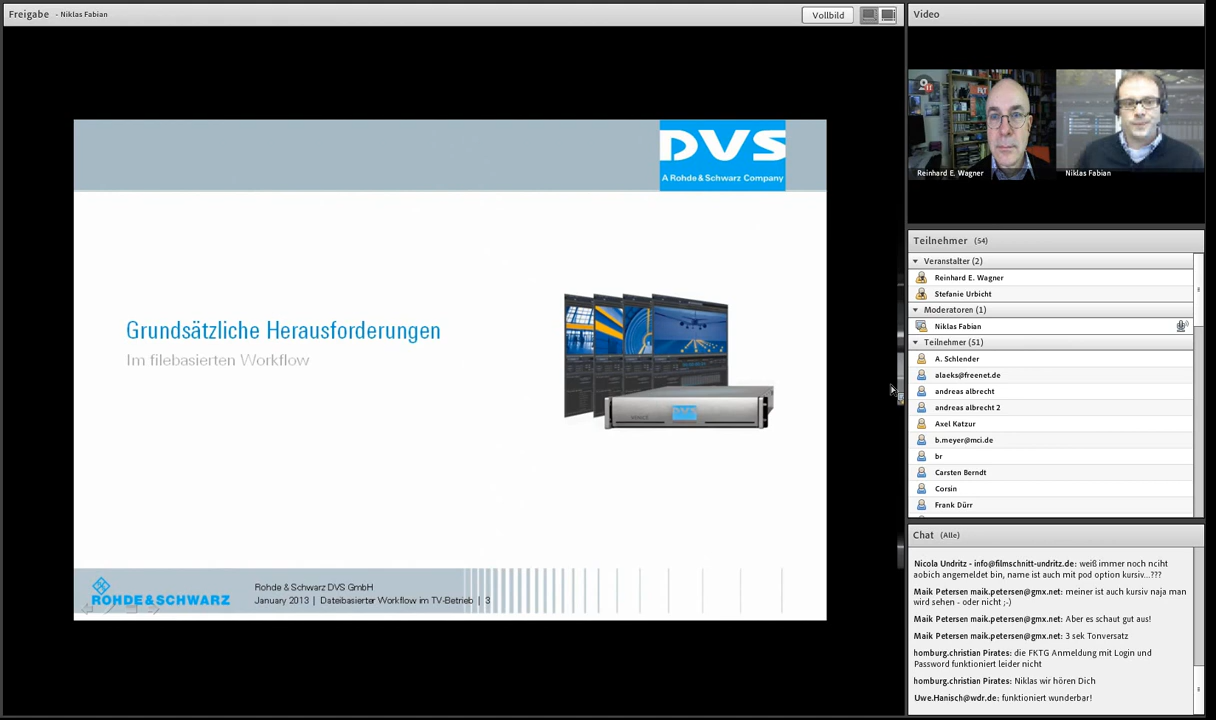 Freigabe - Niklas Fabian
Vollbild
DVS
A Rohde & Schwarz Company
Grundsätzliche Herausforderungen
Im filebasierten Workflow
DVS
ROHDE & SCHWARZ
Rohde & Schwarz DVS GmbH
January 2013 | Dateibasierter Workflow im TV-Betrieb | 3
Video
Reinhard E. Wagner
Niklas Fabian
Teilnehmer (54)
Veranstalter (2)
Reinhard E. Wagner
Stefanie Urbicht
Moderatoren (1)
Niklas Fabian
Teilnehmer (51)
A. Schlender
alaeks@freenet.de
andreas albrecht
andreas albrecht 2
Axel Katzur
b.meyer@mci.de
br
Carsten Berndt
Corsin
Frank Dürr
Chat (Alle)
Nicola Undritz - info@filmschnitt-undritz.de: weiß immer noch nciht
aobich angemeldet bin, name ist auch mit pod option kursiv...???
Maik Petersen maik.petersen@gmx.net: meiner ist auch kursiv naja man
wird sehen - oder nicht ;-)
Maik Petersen maik.petersen@gmx.net: Aber es schaut gut aus!
Maik Petersen maik.petersen@gmx.net: 3 sek Tonversatz
homburg.christian Pirates: die FKTG Anmeldung mit Login und
Password funktioniert leider nicht
homburg.christian Pirates: Niklas wir hören Dich
Uwe.Hanisch@wdr.de: funktioniert wunderbar!